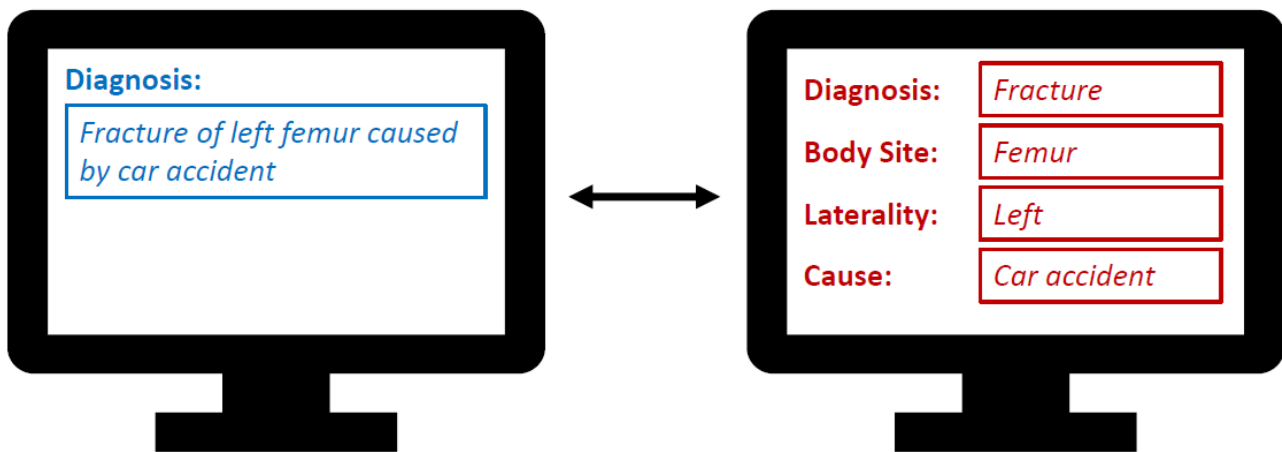 Diagnosis:
Fracture of left femur caused
by car accident
Diagnosis: Fracture
Body Site: Femur
Laterality: Left
Cause: Car accident